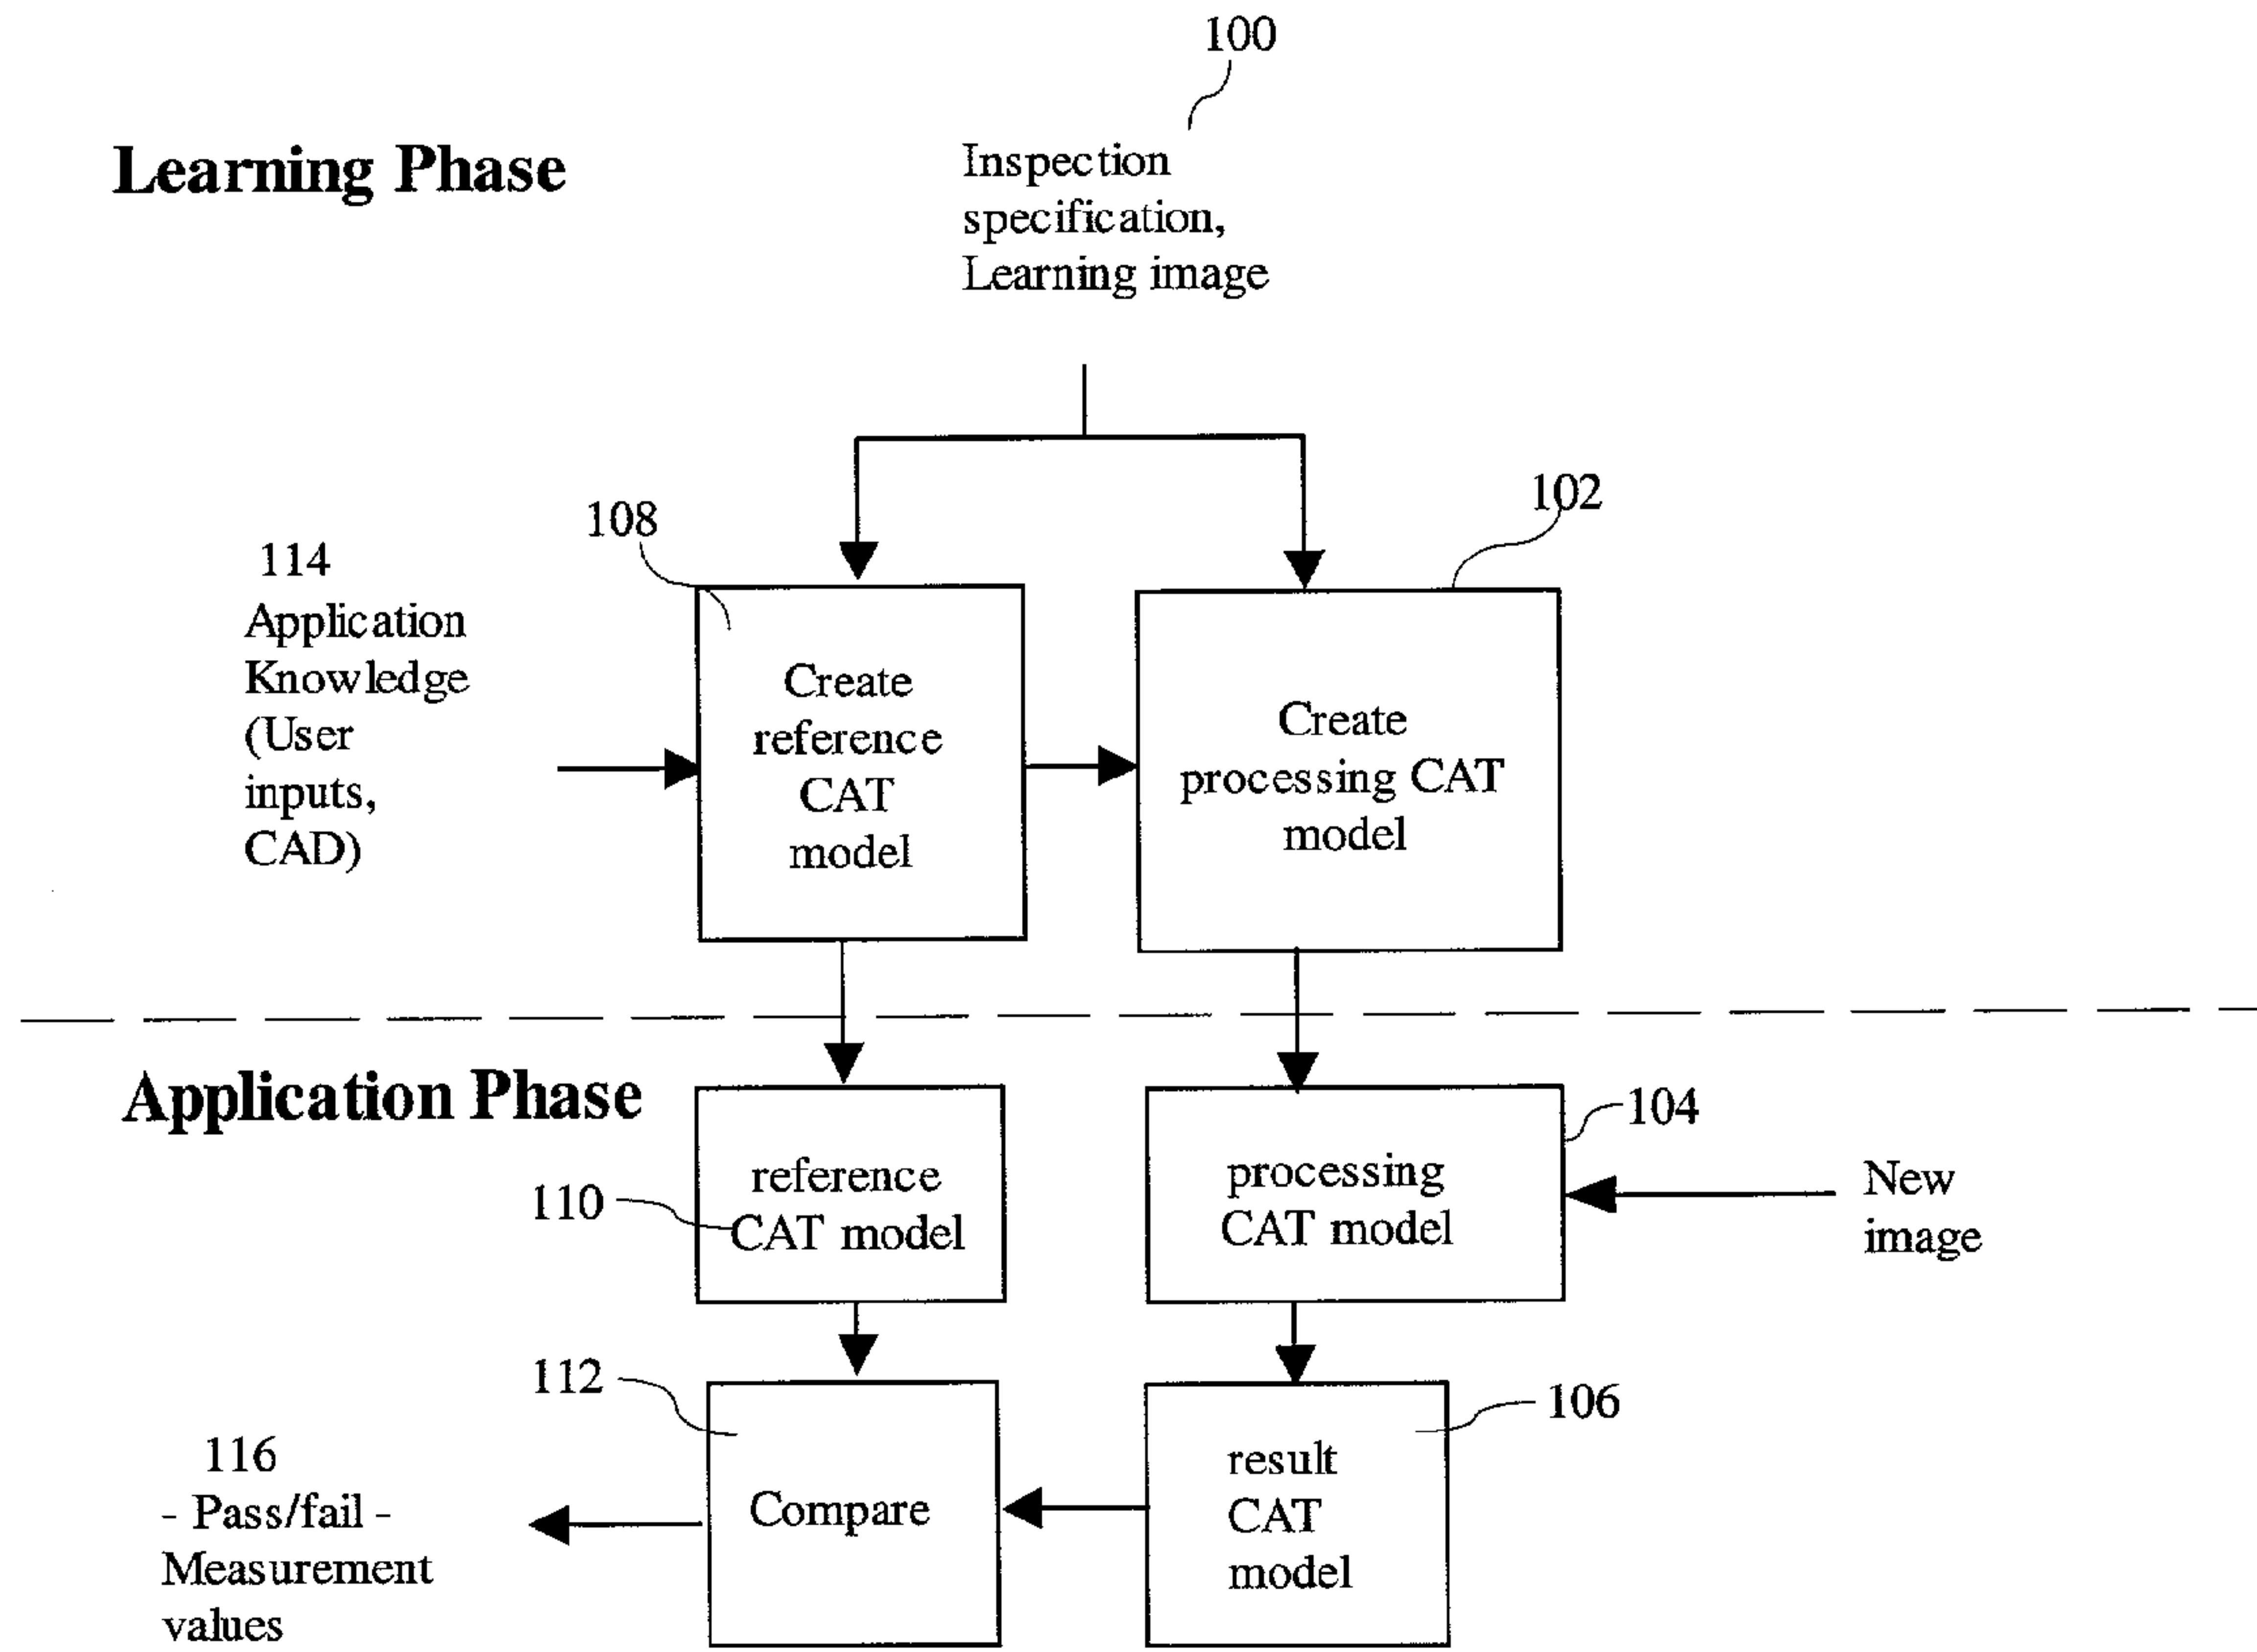 100
Learning Phase
Inspection
specification,
Learning image
102
108
114
Application
Knowledge
(User
inputs,
CAD)
Create
reference
CAT
model
Create
processing CAT
model
Application Phase
104
reference
CAT model
110
processing
CAT model
New
image
112
106
116
- Pass/fail -
Measurement
values
Compare
result
CAT
model